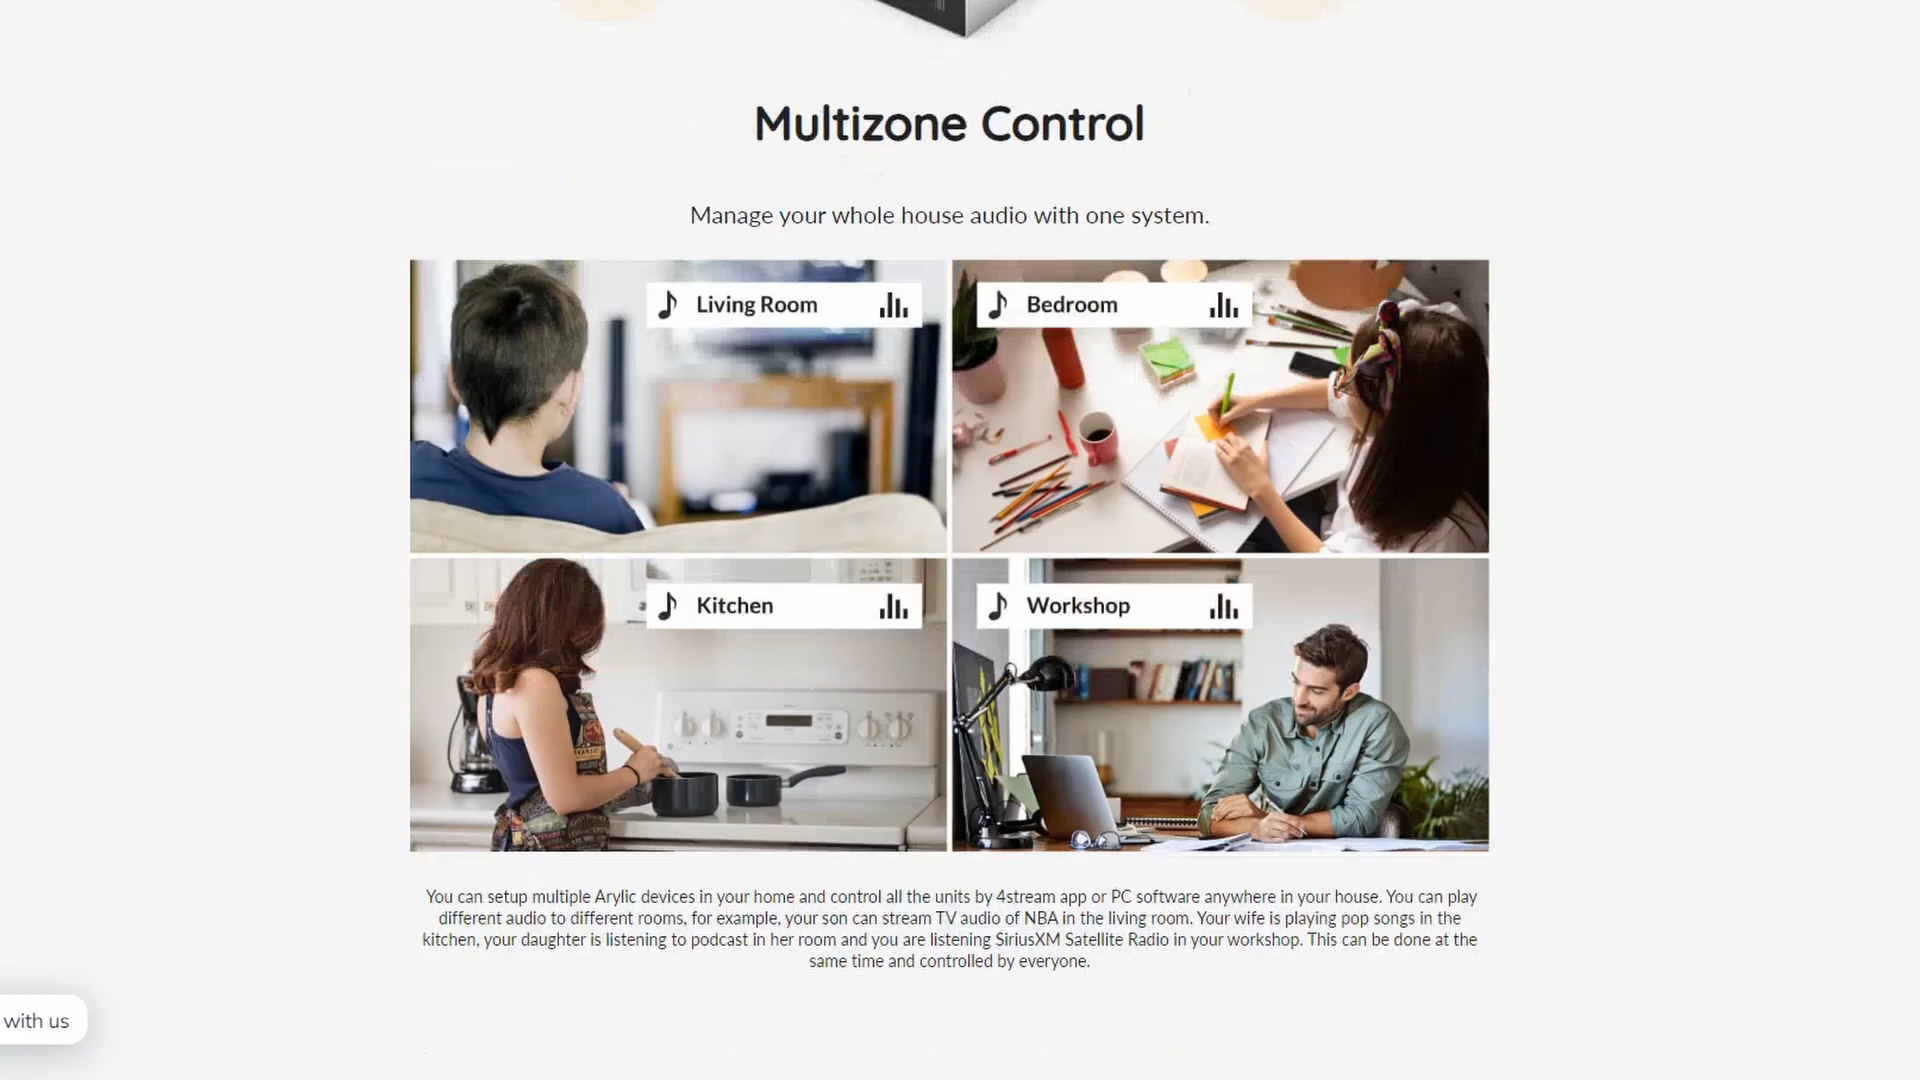 Multizone Control
Manage your whole house audio with one system.
Living Room
Bedroom
Kitchen
Workshop
You can setup multiple Arylic devices in your home and control all the units by 4stream app or PC software anywhere in your house. You can play
different audio to different rooms, for example, your son can stream TV audio of NBA in the living room. Your wife is playing pop songs in the
kitchen, your daughter is listening to podcast in her room and you are listening SiriusXM Satellite Radio in your workshop. This can be done at the
same time and controlled by everyone.
with us